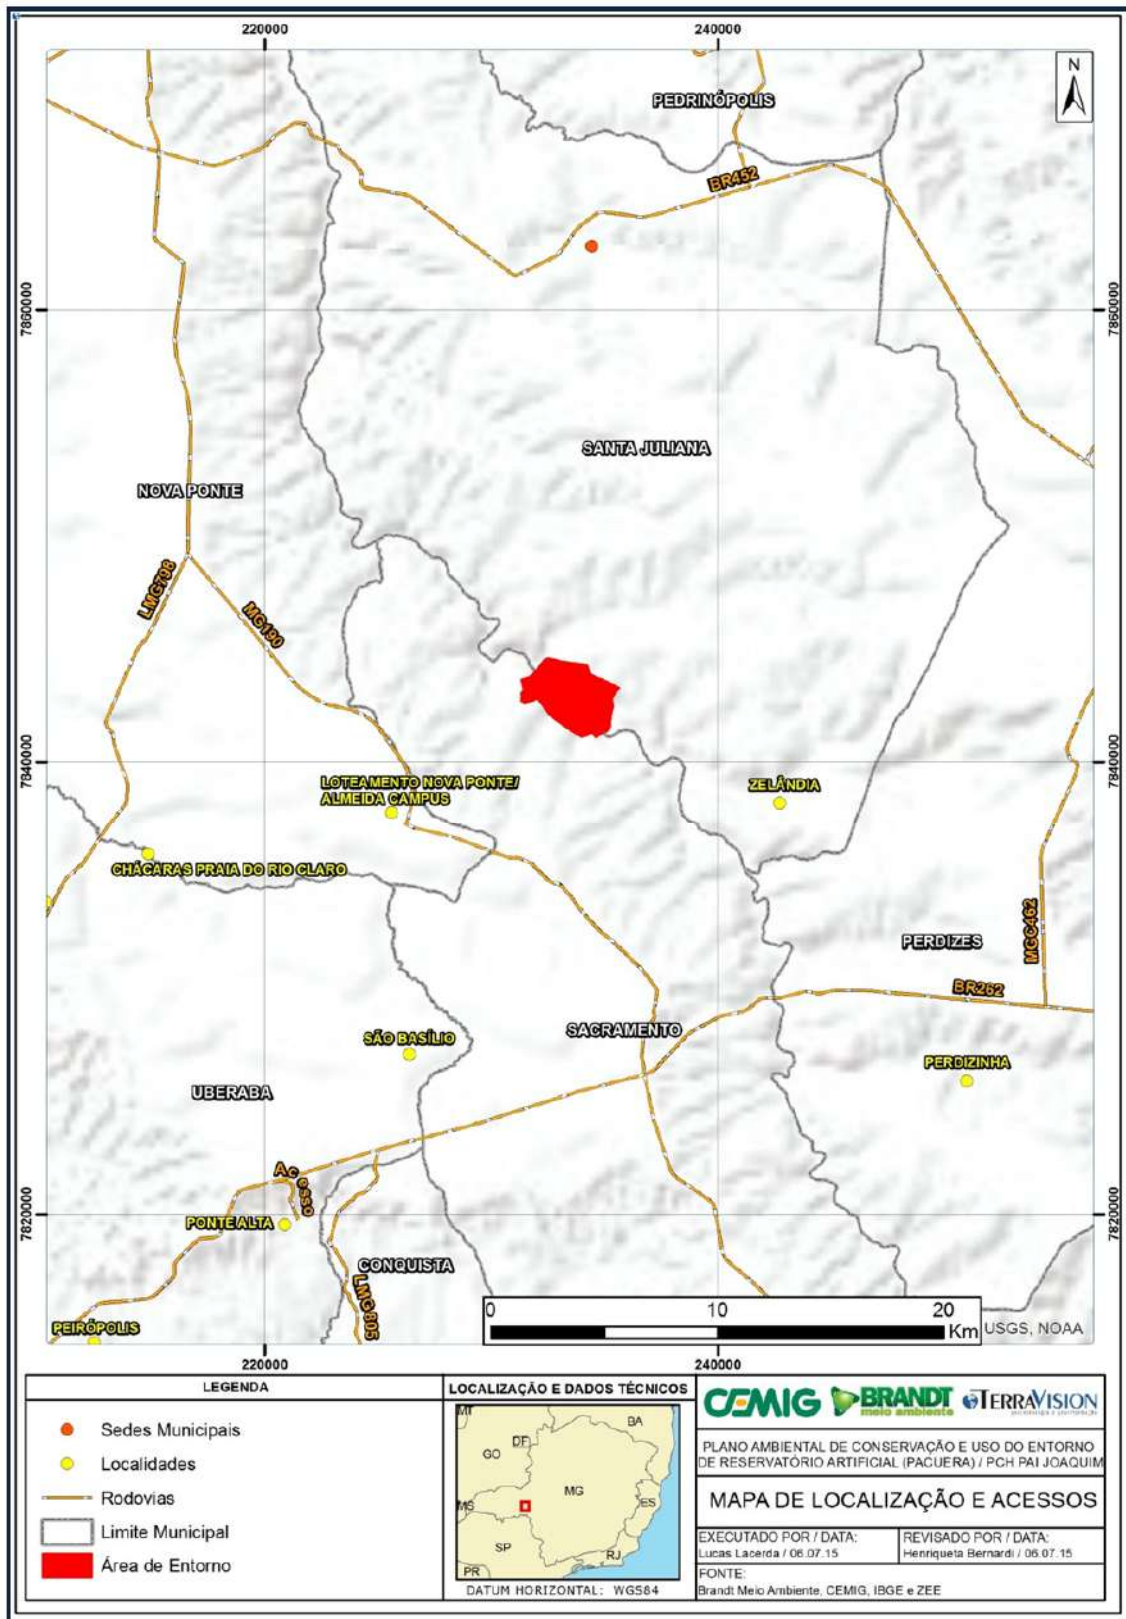 220000
240000
N
PEDRINÓPOLIS
BR452
7860000
7860000
SANTA JULIANA
NOVA PONTE
LMG798
MG190
7840000
7840000
LOTEAMENTO NOVA PONTE/
ALMEIDA CAMPUS
ZELÂNDIA
CHÁCARAS PRAIA DO RIO CLARO
PERDIZES
MGC462
BR262
SACRAMENTO
SÃO BASÍLIO
PERDIZINHA
UBERABA
Acesso
7820000
7820000
PONTE ALTA
CONQUISTA
LMG805
PEIRÓPOLIS
0 10 20
Km
USGS, NOAA
220000
240000
LEGENDA
Sedes Municipais
Localidades
Rodovias
Limite Municipal
Área de Entorno
LOCALIZAÇÃO E DADOS TÉCNICOS
MT
BA
GO
DF
MG
MS
ES
SP
RJ
PR
DATUM HORIZONTAL: WGS84
CEMIG
BRANDT
meio ambiente
TERRAVISION
PLANO AMBIENTAL DE CONSERVAÇÃO E USO DO ENTORNO
DE RESERVATÓRIO ARTIFICIAL (PACUERA) / PCH PAI JOAQUIM
MAPA DE LOCALIZAÇÃO E ACESSOS
EXECUTADO POR / DATA:
Lucas Lacerda / 06.07.15
REVISADO POR / DATA:
Henriqueta Bernardi / 06.07.15
FONTE:
Brandt Meio Ambiente, CEMIG, IBGE e ZEE